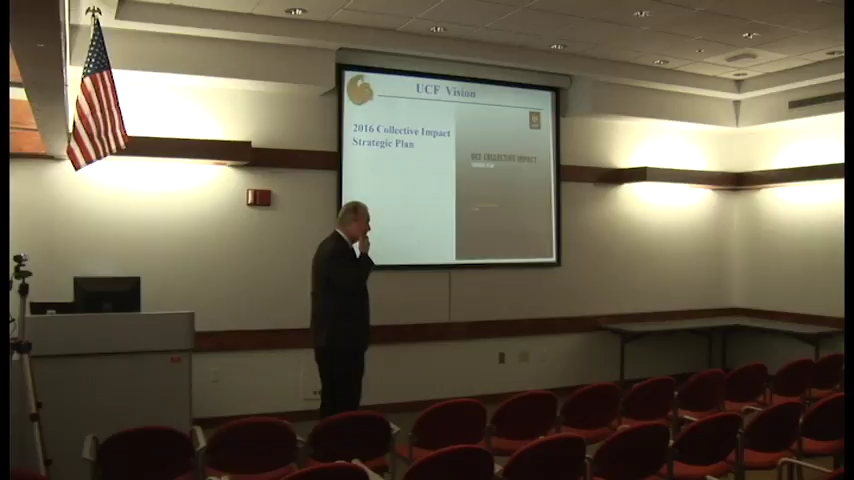 UCF Vision
2016 Collective Impact
Strategic Plan
UCF COLLECTIVE IMPACT